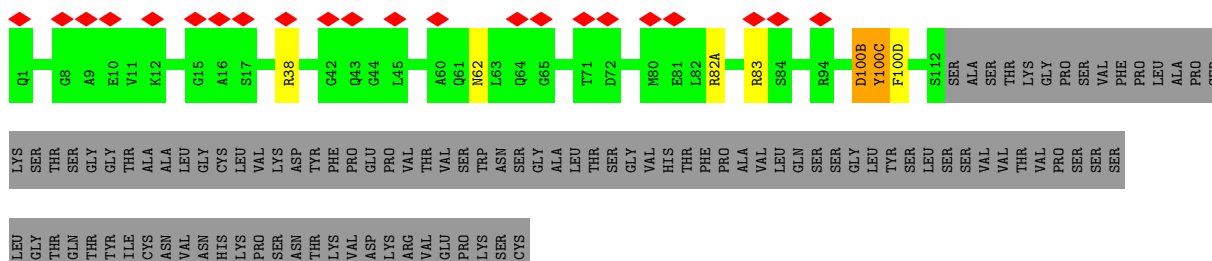 Q1 G8 A9 E10 V11 K12 G15 A16 S17 R38 G42 Q43 G44 L45 A60 Q61 N62 L63 Q64 G65 T71 D72 M80 E81 L82 R82A R83 S84 R94 D100B Y100C F100D S112 SER ALA SER THR LYS GLY PRO SER VAL PHE PRO LEU ALA PRO SER
LYS SER THR SER GLY GLY THR ALA ALA LEU GLY CYS LEU VAL LYS ASP TYR PHE PRO GLU PRO VAL THR VAL SER TRP ASN SER GLY ALA LEU THR SER GLY VAL HIS THR PHE PRO ALA VAL LEU GLN SER SER GLY LEU TYR SER LEU SER SER VAL VAL THR VAL PRO SER SER SER
LEU GLY THR GLN THR TYR ILE CYS ASN VAL ASN HIS LYS PRO SER ASN THR LYS VAL ASP LYS ARG VAL GLU PRO LYS SER CYS